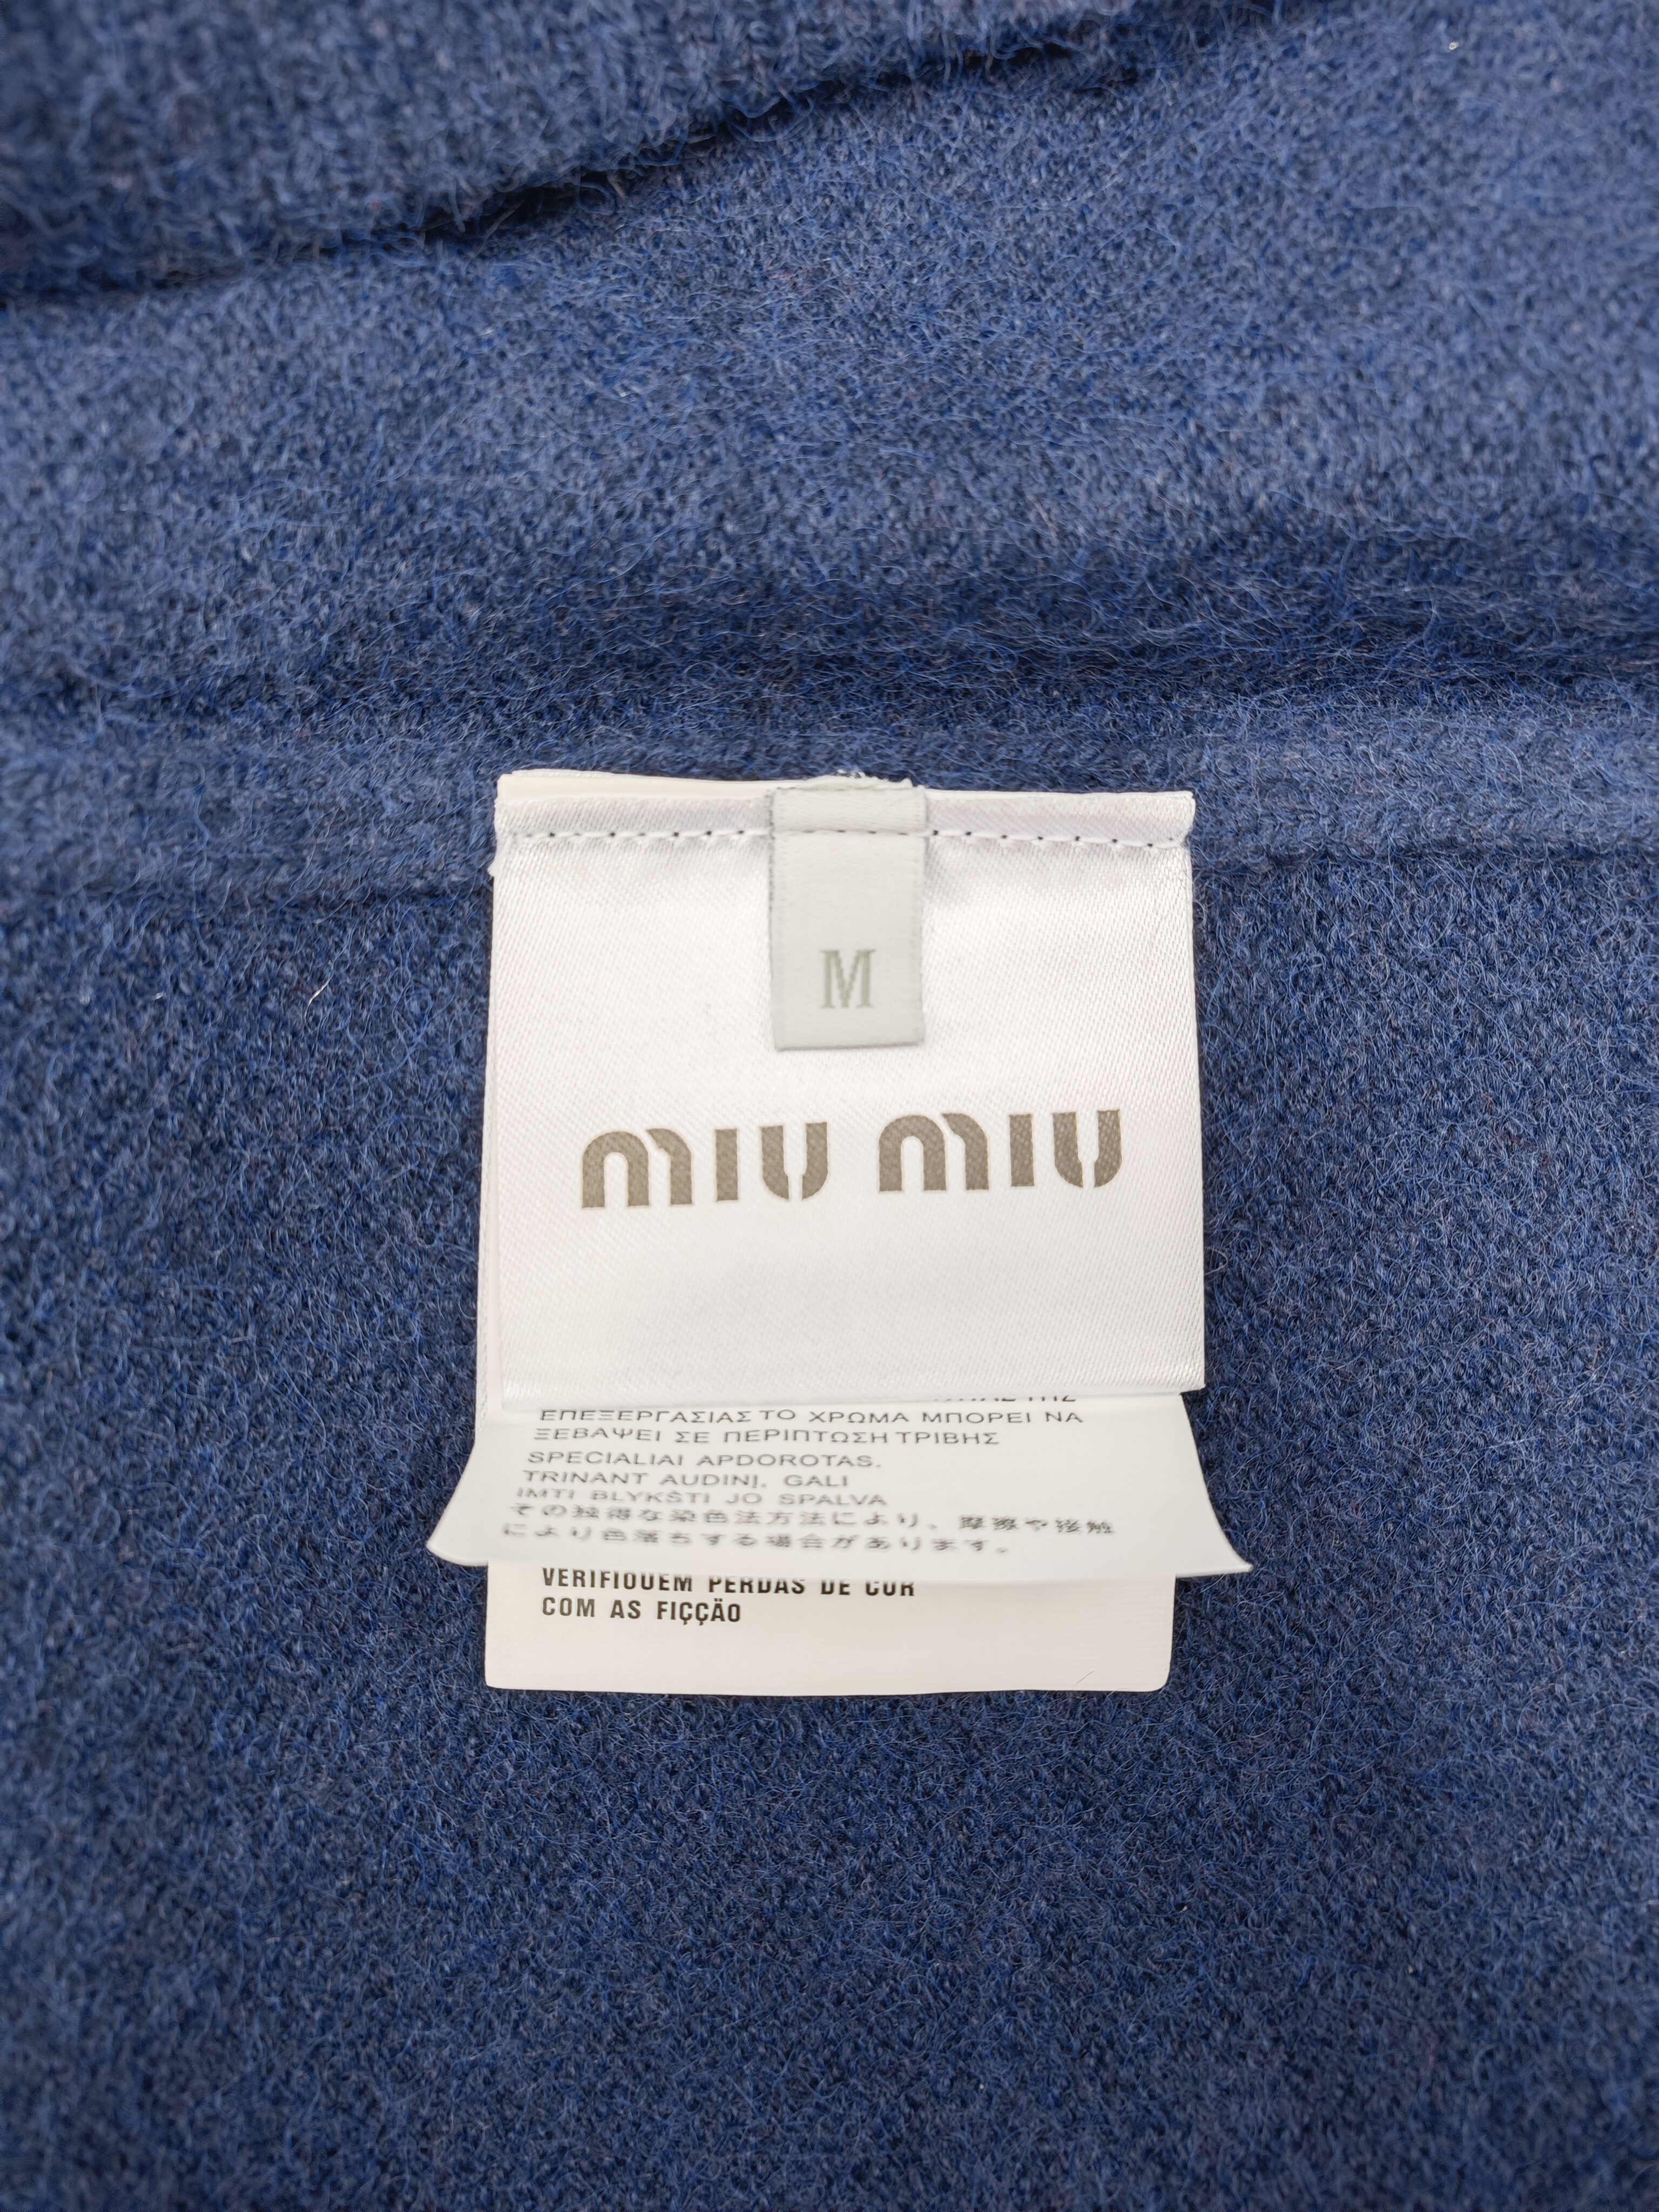 M
miu miu
ΕΠΕΞΕΡΓΑΣΙΑΣ ΤΟ ΧΡΩΜΑ ΜΠΟΡΕΙ ΝΑ
ΞΕΒΑΨΕΙ ΣΕ ΠΕΡΙΠΤΩΣΗ ΤΡΙΒΗΣ
SPECIALIAI APDOROTAS.
TRINANT AUDINĮ, GALI
IMTI BLYKŠTI JO SPALVA
その独得な染色法方法により、摩擦や接触
により色落ちする場合があります。
VERIFIQUEM PERDAS DE COR
COM AS FIÇÇÄO